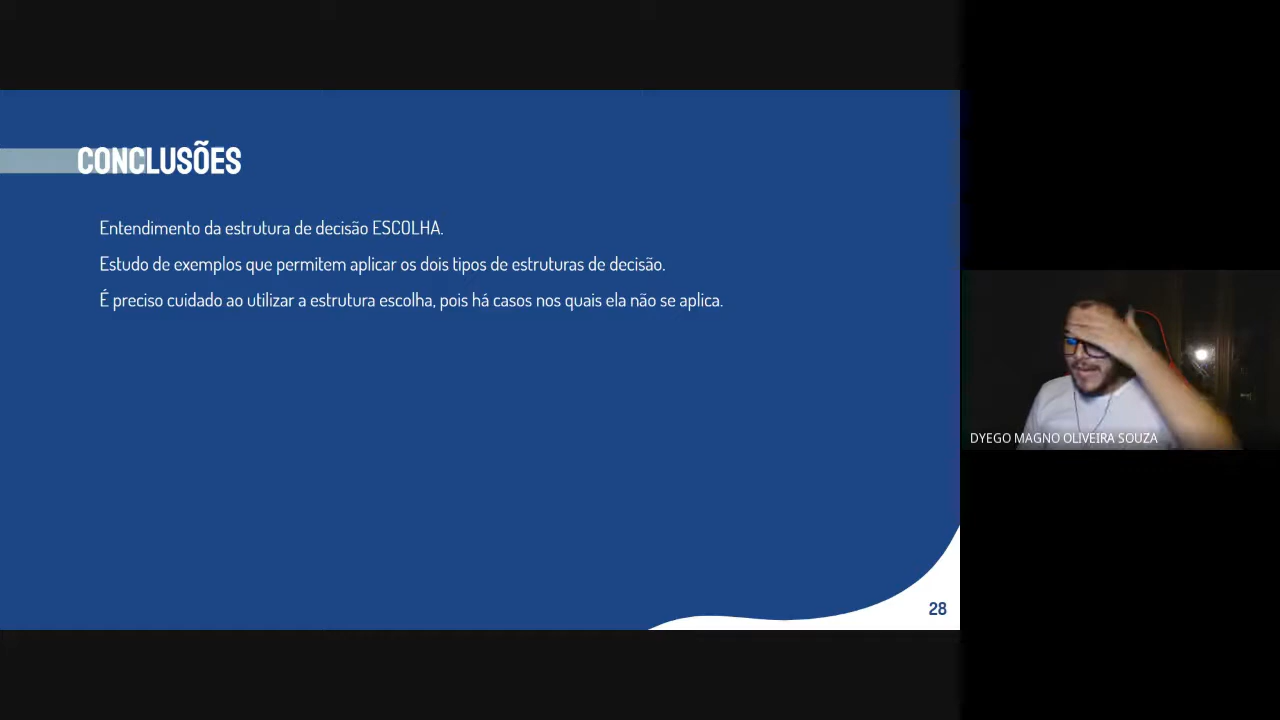 CONCLUSÕES
Entendimento da estrutura de decisão ESCOLHA.
Estudo de exemplos que permitem aplicar os dois tipos de estruturas de decisão.
É preciso cuidado ao utilizar a estrutura escolha, pois há casos nos quais ela não se aplica.
DYEGO MAGNO OLIVEIRA SOUZA
28